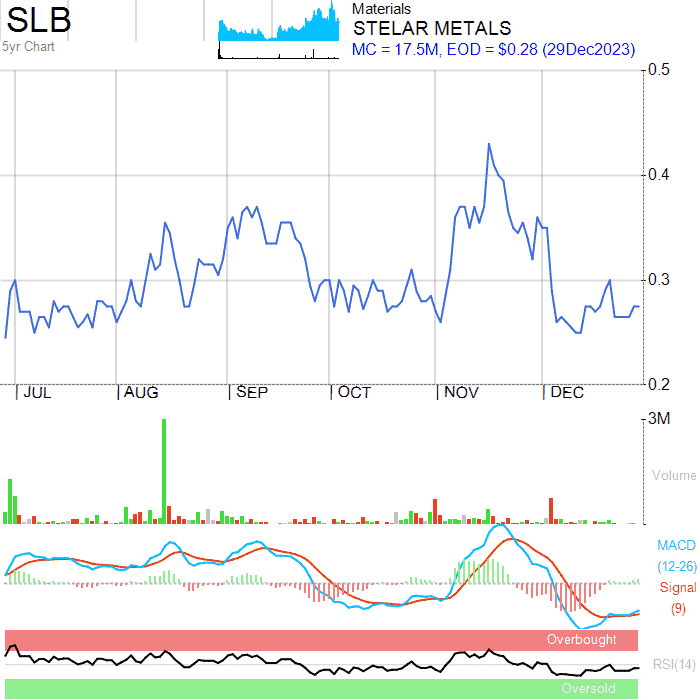 SLB
5yr Chart
Materials
STELAR METALS
MC = 17.5M, EOD = $0.28 (29Dec2023)
0.5
0.4
0.3
0.2
JUL AUG SEP OCT NOV DEC
3M
Volume
MACD
(12-26)
Signal
(9)
Overbought
RSI(14)
Oversold